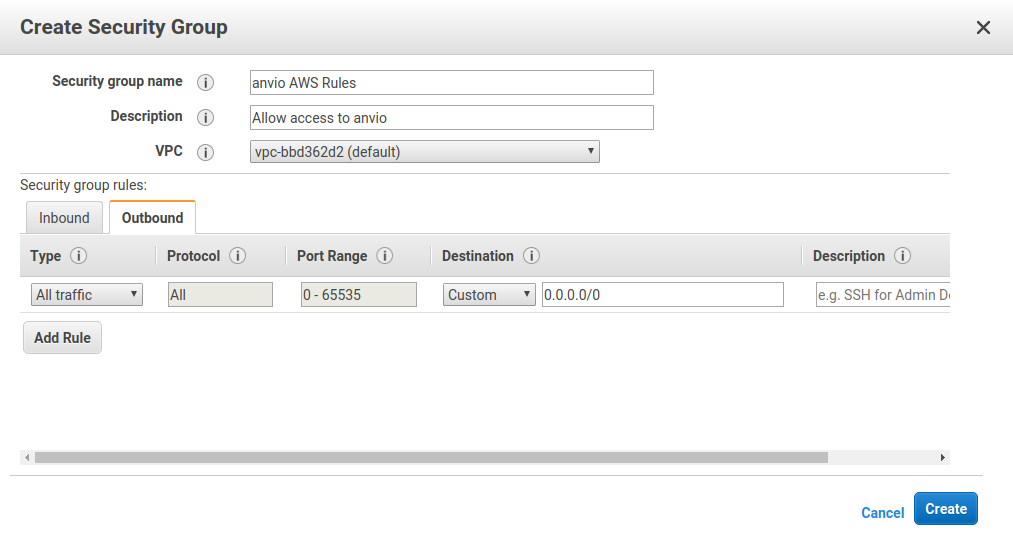 Create Security Group
Security group name i anvio AWS Rules
Description i Allow access to anvio
VPC i vpc-bbd362d2 (default)
Security group rules:
Inbound Outbound
Type i Protocol i Port Range i Destination i Description i
All traffic All 0 - 65535 Custom 0.0.0.0/0 e.g. SSH for Admin De
Add Rule
Cancel Create